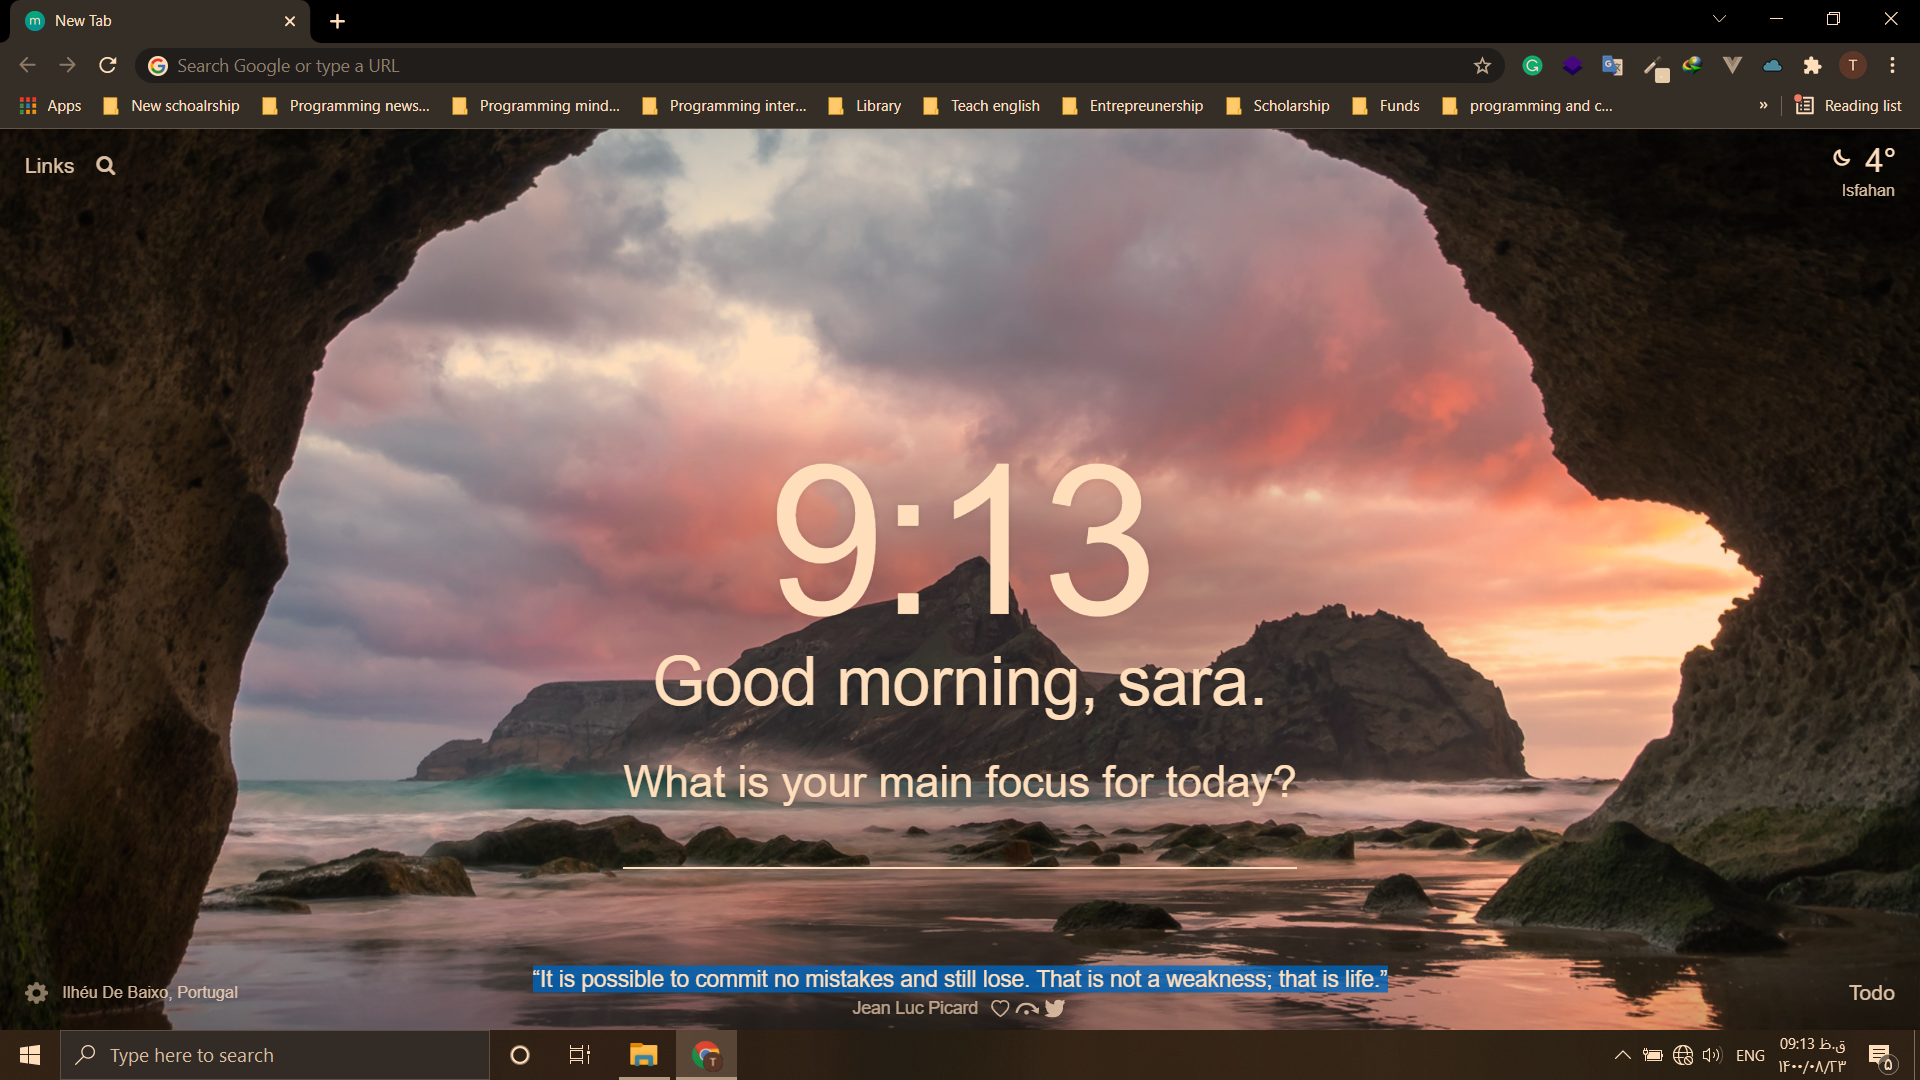 m New Tab
Search Google or type a URL
T
Apps New schoalrship Programming news... Programming mind... Programming inter... Library Teach english Entrepreunership Scholarship Funds programming and c... » Reading list
Links
4°
Isfahan
9:13
Good morning, sara.
What is your main focus for today?
“It is possible to commit no mistakes and still lose. That is not a weakness; that is life.”
Jean Luc Picard
Ilhéu De Baixo, Portugal
Todo
Type here to search
T
ENG
09:13 ق.ظ
۱۴۰۰/۰۸/۲۳
۵